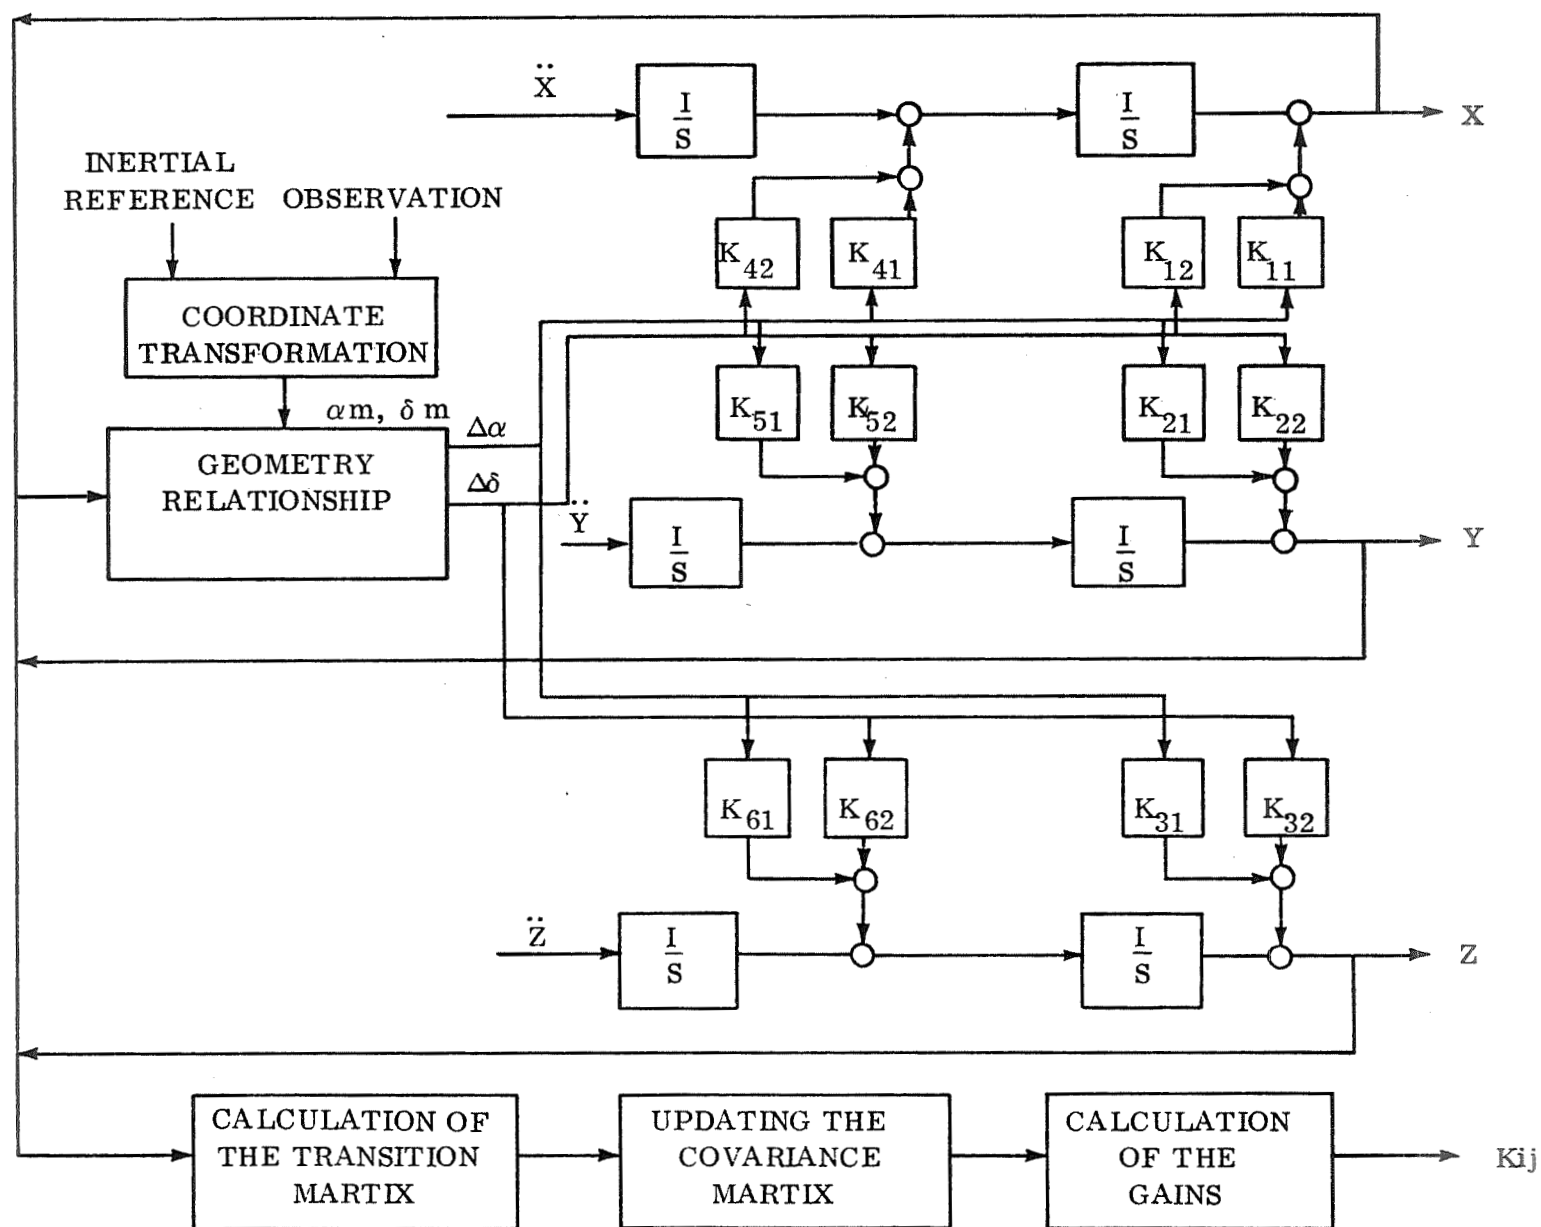 Ẍ
I
S
I
S
X
INERTIAL
REFERENCE
OBSERVATION
K42
K41
K12
K11
COORDINATE
TRANSFORMATION
αm, δm
K51
K52
K21
K22
GEOMETRY
RELATIONSHIP
Δα
Δδ
Ÿ
I
S
I
S
Y
K61
K62
K31
K32
Z̈
I
S
I
S
Z
CALCULATION OF
THE TRANSITION
MARTIX
UPDATING THE
COVARIANCE
MARTIX
CALCULATION
OF THE
GAINS
Kij